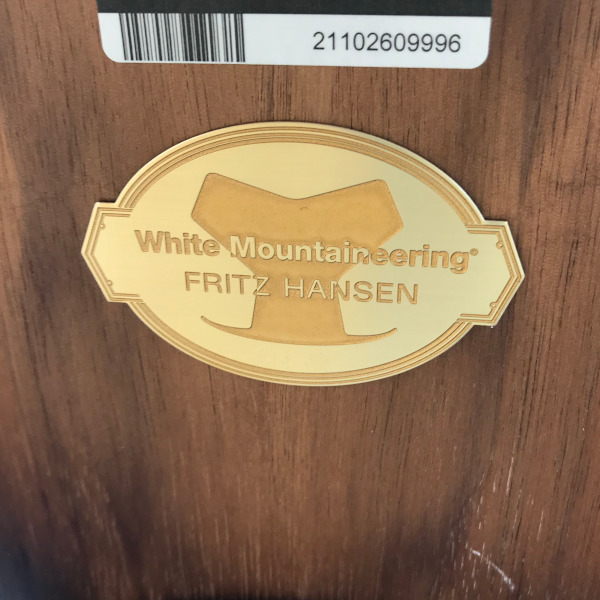 21102609996
White Mountaineering®
FRITZ HANSEN